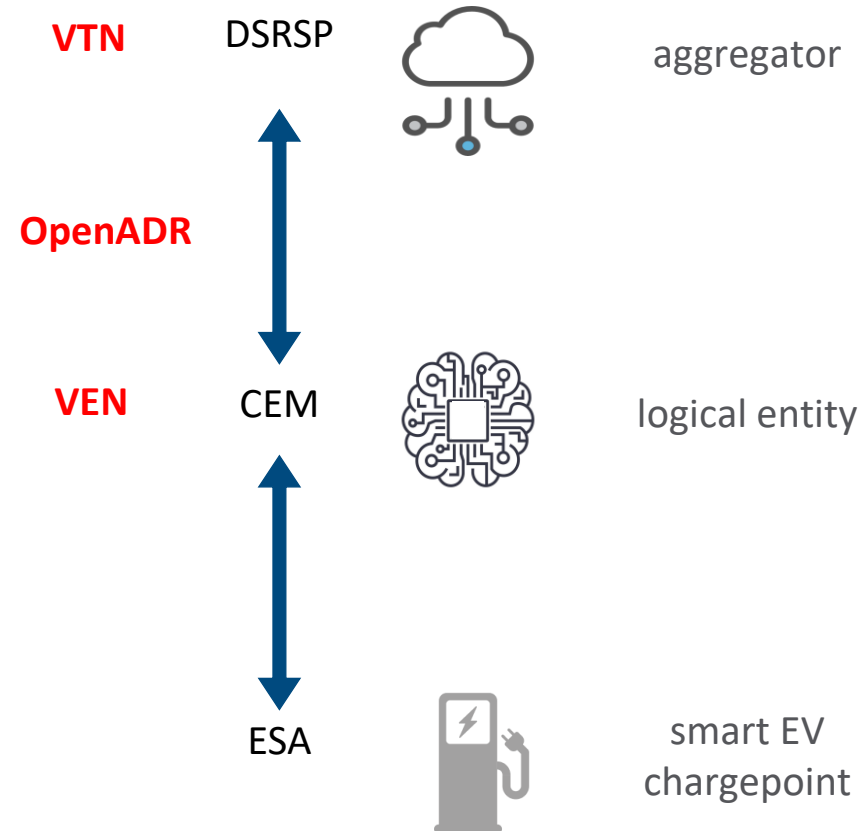 VTN DSRSP aggregator
OpenADR
VEN CEM logical entity
ESA smart EV
chargepoint